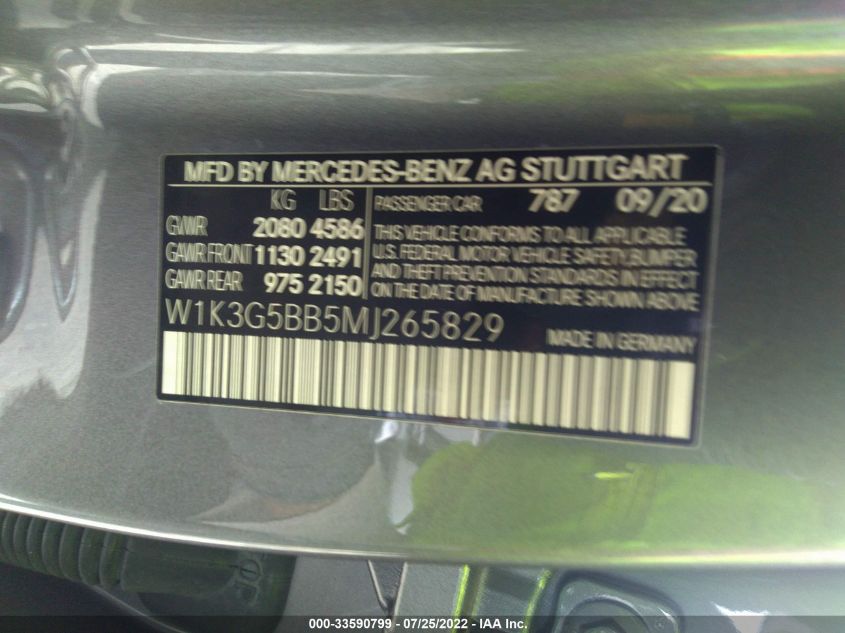 MFD BY MERCEDES-BENZ AG STUTTGART
KG LBS
GVWR 2080 4586
GAWR FRONT 1130 2491
GAWR REAR 975 2150
PASSENGER CAR 787 09/20
THIS VEHICLE CONFORMS TO ALL APPLICABLE
U.S. FEDERAL MOTOR VEHICLE SAFETY, BUMPER
AND THEFT PREVENTION STANDARDS IN EFFECT
ON THE DATE OF MANUFACTURE SHOWN ABOVE
W1K3G5BB5MJ265829
MADE IN GERMANY
000-33590799 / 07/25/2022 - IAA Inc.